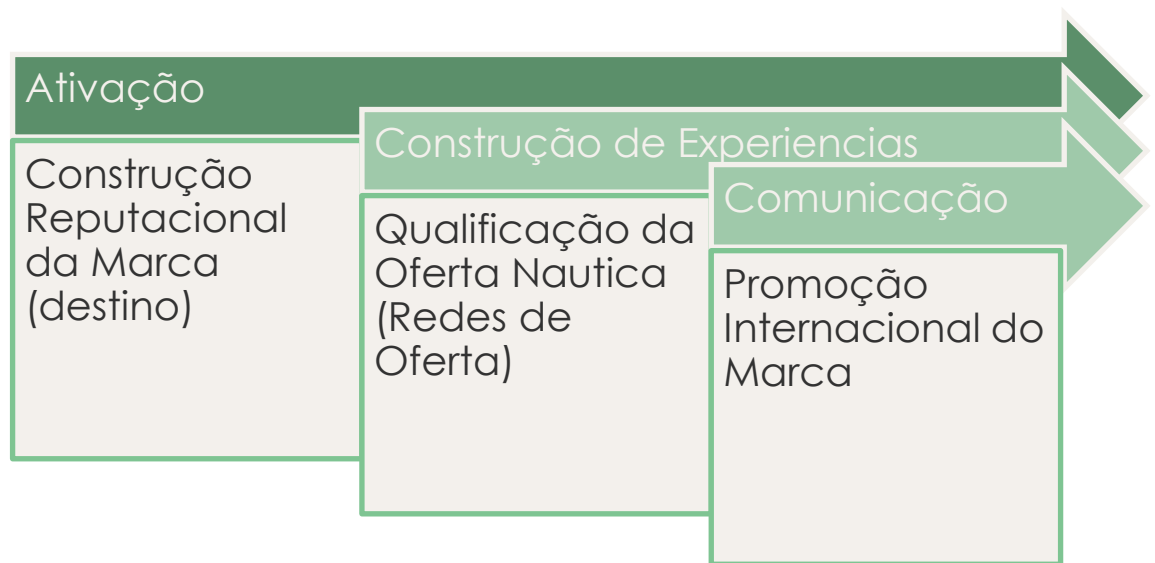 Ativação
Construção
Reputacional
da Marca
(destino)
Construção de Experiencias
Qualificação da
Oferta Nautica
(Redes de
Oferta)
Comunicação
Promoção
Internacional do
Marca